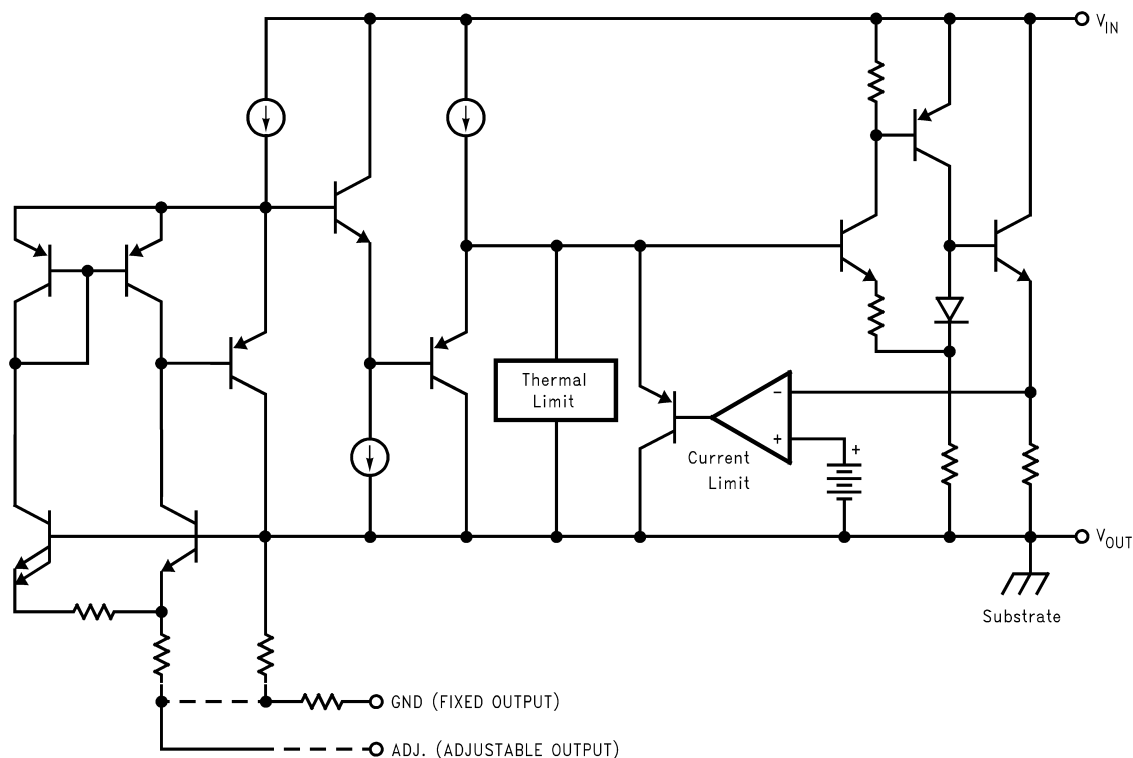 VIN
Thermal
Limit
-
+
+
Current
Limit
VOUT
Substrate
GND (FIXED OUTPUT)
ADJ. (ADJUSTABLE OUTPUT)